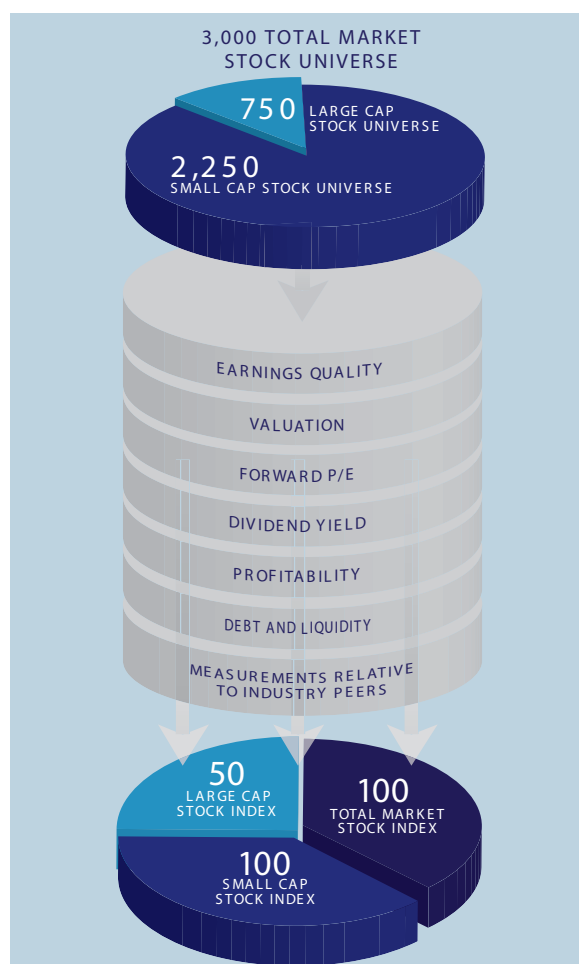 3,000 TOTAL MARKET
STOCK UNIVERSE
750 LARGE CAP
STOCK UNIVERSE
2,250
SMALL CAP STOCK UNIVERSE
EARNINGS QUALITY
VALUATION
FORWARD P/E
DIVIDEND YIELD
PROFITABILITY
DEBT AND LIQUIDITY
MEASUREMENTS RELATIVE
TO INDUSTRY PEERS
50
LARGE CAP
STOCK INDEX
100
TOTAL MARKET
STOCK INDEX
100
SMALL CAP
STOCK INDEX